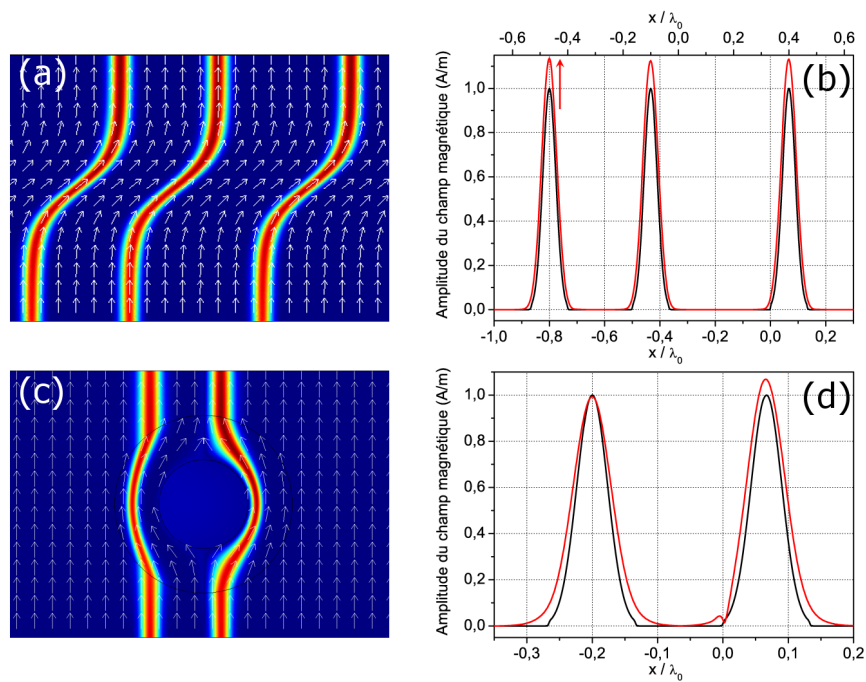 (a)
x / λ₀
-0,6 -0,4 -0,2 0,0 0,2 0,4 0,6
(b)
Amplitude du champ magnétique (A/m)
1,0
0,8
0,6
0,4
0,2
0,0
-1,0 -0,8 -0,6 -0,4 -0,2 0,0 0,2
x / λ₀
(c)
(d)
Amplitude du champ magnétique (A/m)
1,0
0,8
0,6
0,4
0,2
0,0
-0,3 -0,2 -0,1 0,0 0,1 0,2
x / λ₀